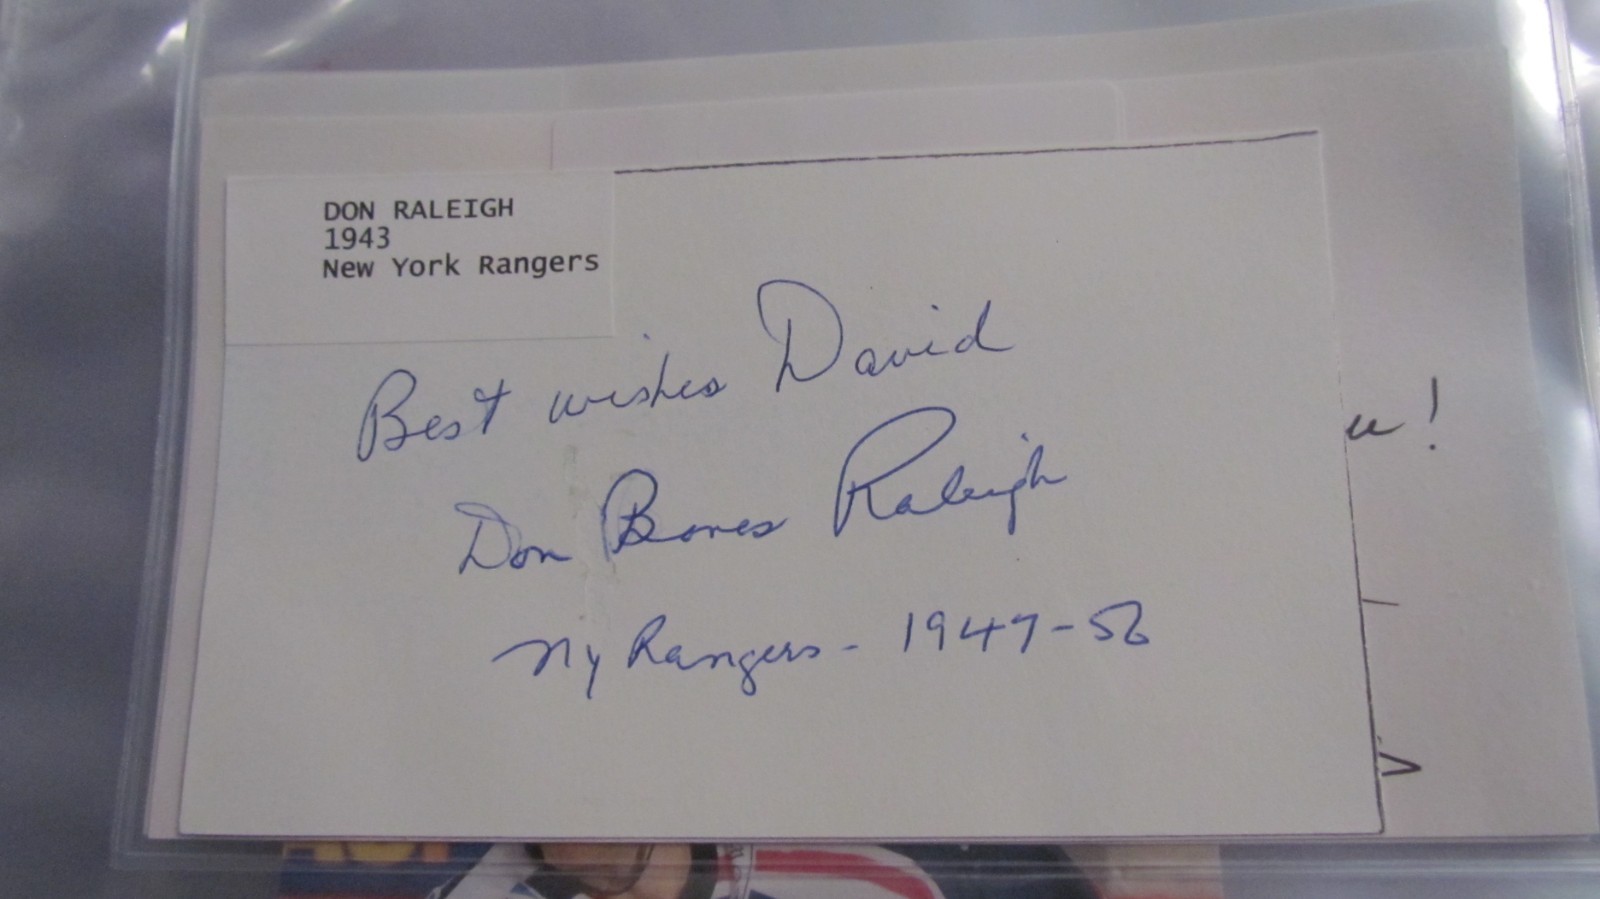 DON RALEIGH
1943
New York Rangers
Best wishes David
Don Bones Raleigh
NY Rangers - 1947-56
u!